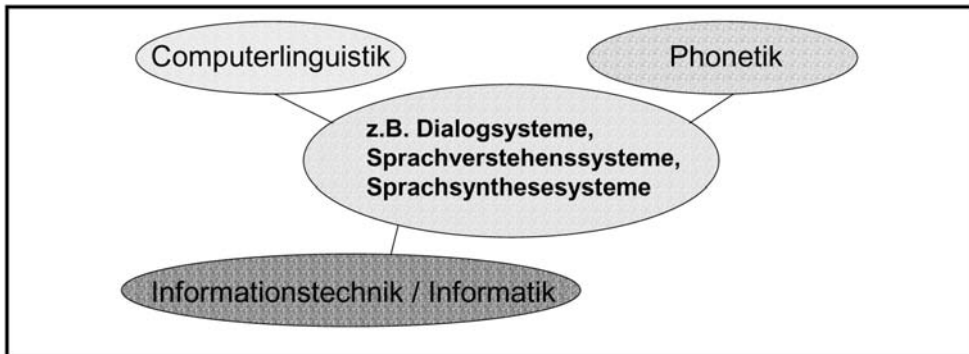 Computerlinguistik
Phonetik
z.B. Dialogsysteme,
Sprachverstehenssysteme,
Sprachsynthesesysteme
Informationstechnik / Informatik